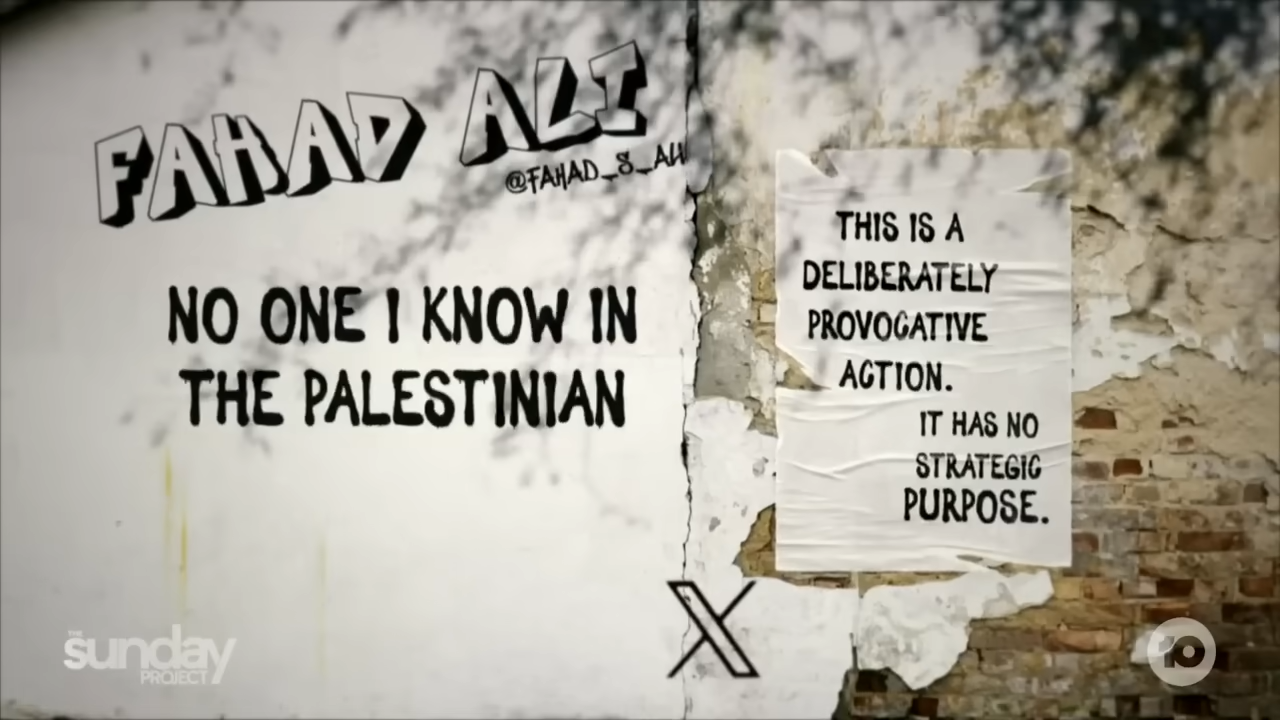 FAHAD ALI
@FAHAD_S_ALI
NO ONE I KNOW IN
THE PALESTINIAN
THIS IS A
DELIBERATELY
PROVOCATIVE
ACTION.
IT HAS NO
STRATEGIC
PURPOSE.
X
THE
sunday
PROJECT
10